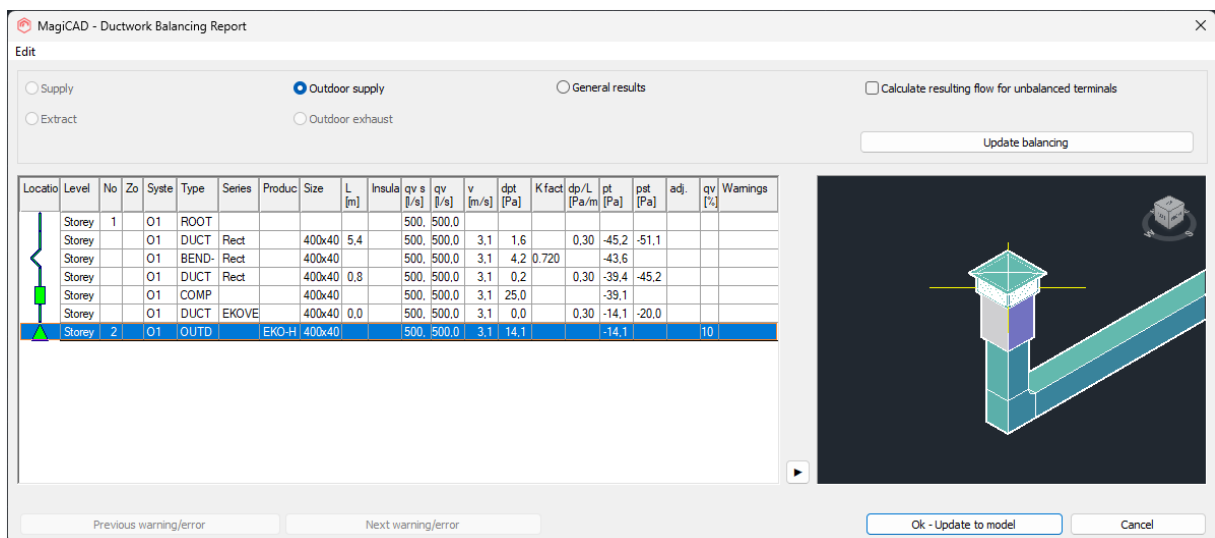 MagiCAD - Ductwork Balancing Report
Edit
Supply Outdoor supply General results Calculate resulting flow for unbalanced terminals
Extract Outdoor exhaust
Update balancing
Locatio Level No Zo Syste Type Series Produc Size L [m] Insula qv s [l/s] qv [l/s] v [m/s] dpt [Pa] K fact dp/L [Pa/m pt [Pa] pst [Pa] adj. qv [%] Warnings
Storey 1 O1 ROOT 500, 500,0
Storey O1 DUCT Rect 400x40 5,4 500, 500,0 3,1 1,6 0,30 -45,2 -51,1
Storey O1 BEND- Rect 400x40 500, 500,0 3,1 4,2 0.720 -43,6
Storey O1 DUCT Rect 400x40 0,8 500, 500,0 3,1 0,2 0,30 -39,4 -45,2
Storey O1 COMP 400x40 500, 500,0 3,1 25,0 -39,1
Storey O1 DUCT EKOVE 400x40 0,0 500, 500,0 3,1 0,0 0,30 -14,1 -20,0
Storey 2 O1 OUTD EKO-H 400x40 500, 500,0 3,1 14,1 -14,1 10
Previous warning/error Next warning/error Ok - Update to model Cancel